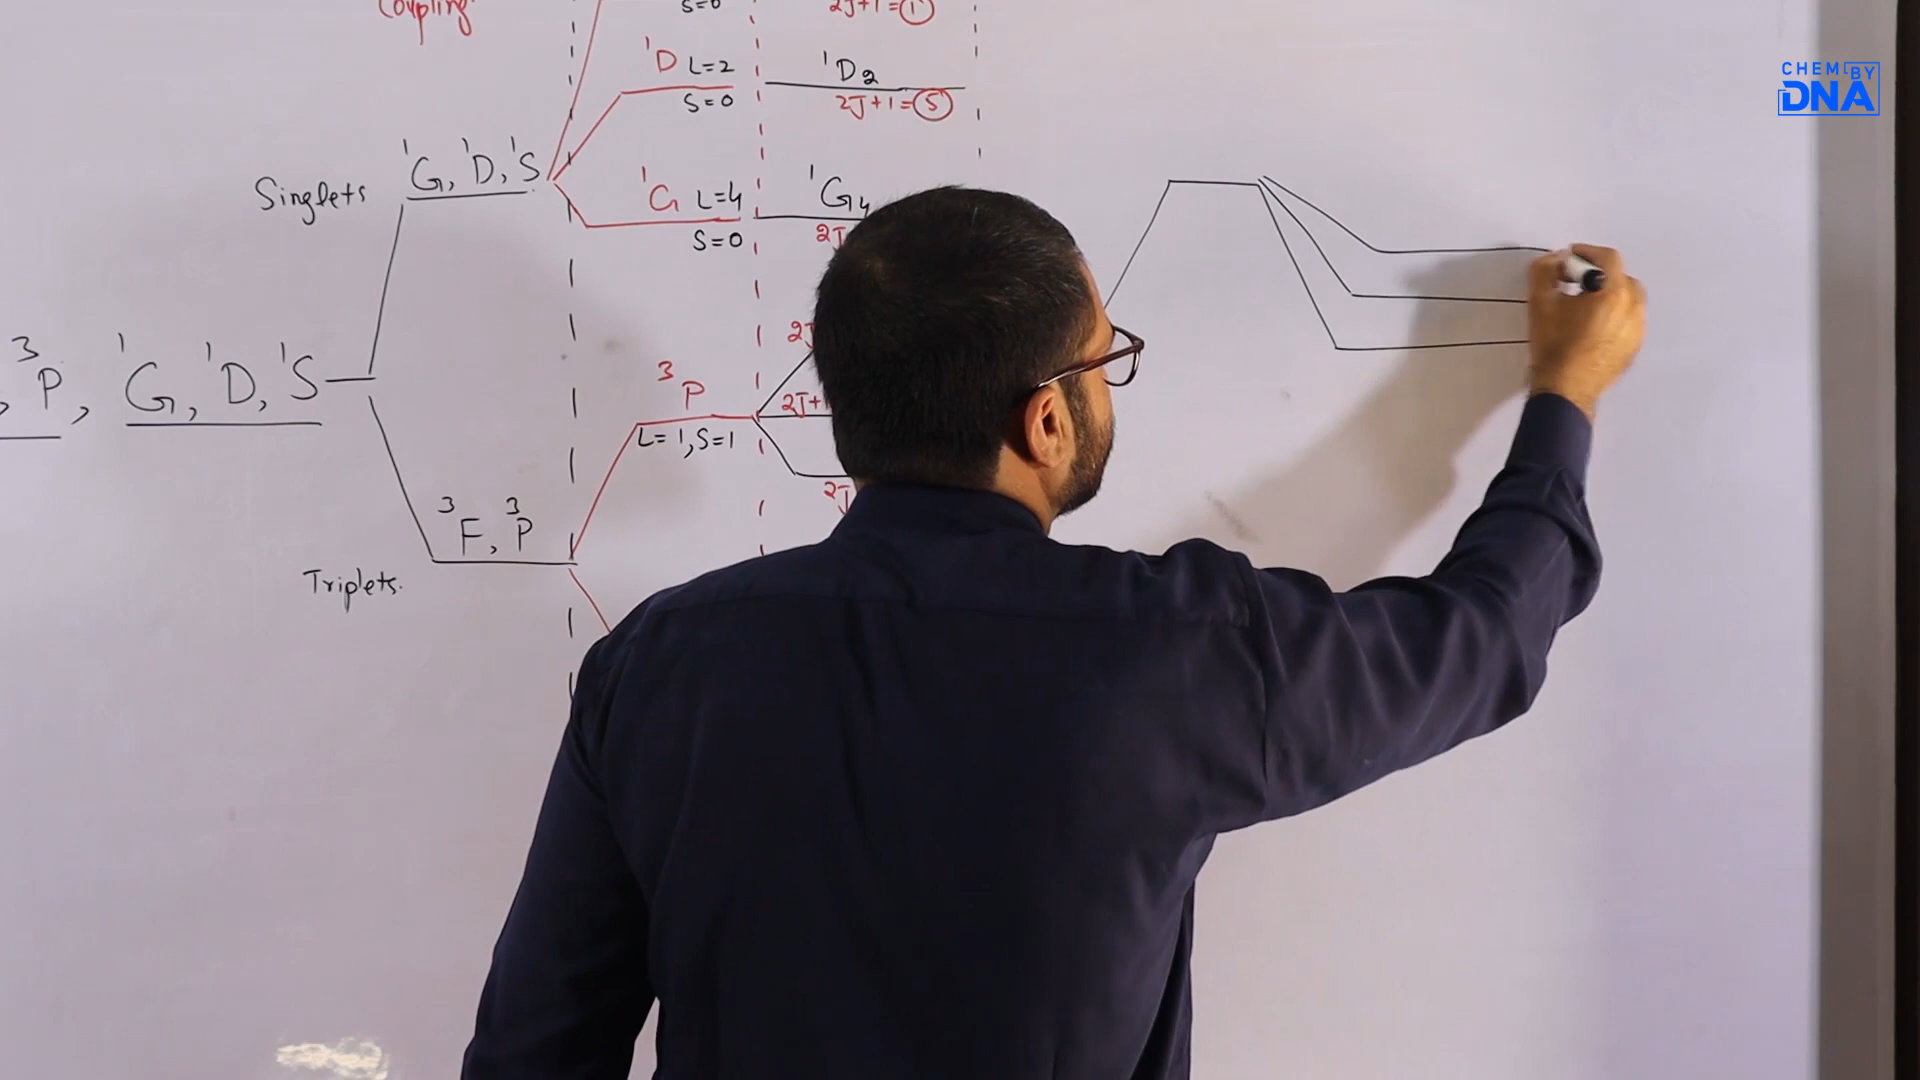 Coupling
S=0
2J+1=1
¹D L=2
S=0
¹D₂
2J+1=5
CHEM BY
DNA
Singlets
¹G, ¹D, ¹S
¹G L=4
S=0
¹G₄
2J
, ³P, ¹G, ¹D, ¹S
³P
L=1, S=1
2J
2J+1
2J
³F, ³P
Triplets.